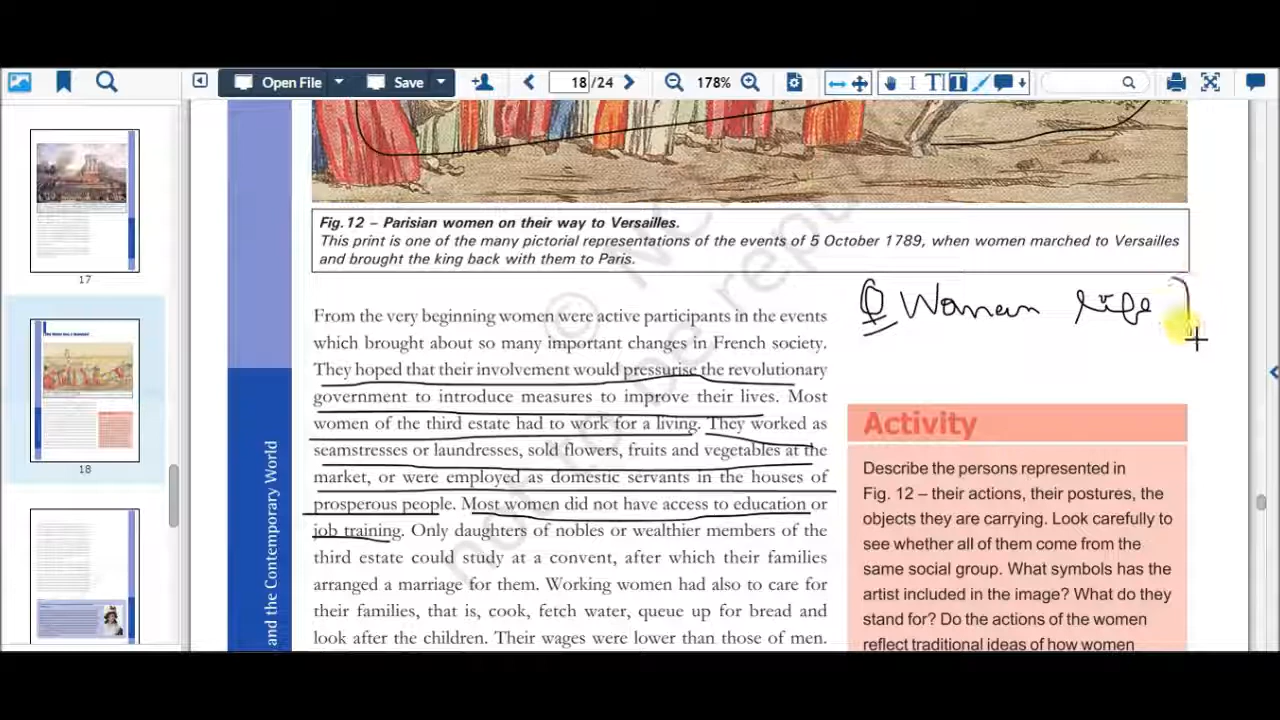 Open File
Save
18/24
178%
Fig.12 – Parisian women on their way to Versailles.
This print is one of the many pictorial representations of the events of 5 October 1789, when women marched to Versailles
and brought the king back with them to Paris.
From the very beginning women were active participants in the events
which brought about so many important changes in French society.
They hoped that their involvement would pressurise the revolutionary
government to introduce measures to improve their lives. Most
women of the third estate had to work for a living. They worked as
seamstresses or laundresses, sold flowers, fruits and vegetables at the
market, or were employed as domestic servants in the houses of
prosperous people. Most women did not have access to education or
job training. Only daughters of nobles or wealthier members of the
third estate could study at a convent, after which their families
arranged a marriage for them. Working women had also to care for
their families, that is, cook, fetch water, queue up for bread and
look after the children. Their wages were lower than those of men.
Q Women life
Activity
Describe the persons represented in
Fig. 12 – their actions, their postures, the
objects they are carrying. Look carefully to
see whether all of them come from the
same social group. What symbols has the
artist included in the image? What do they
stand for? Do the actions of the women
reflect traditional ideas of how women
and the Contemporary World
17
18
not to be repu